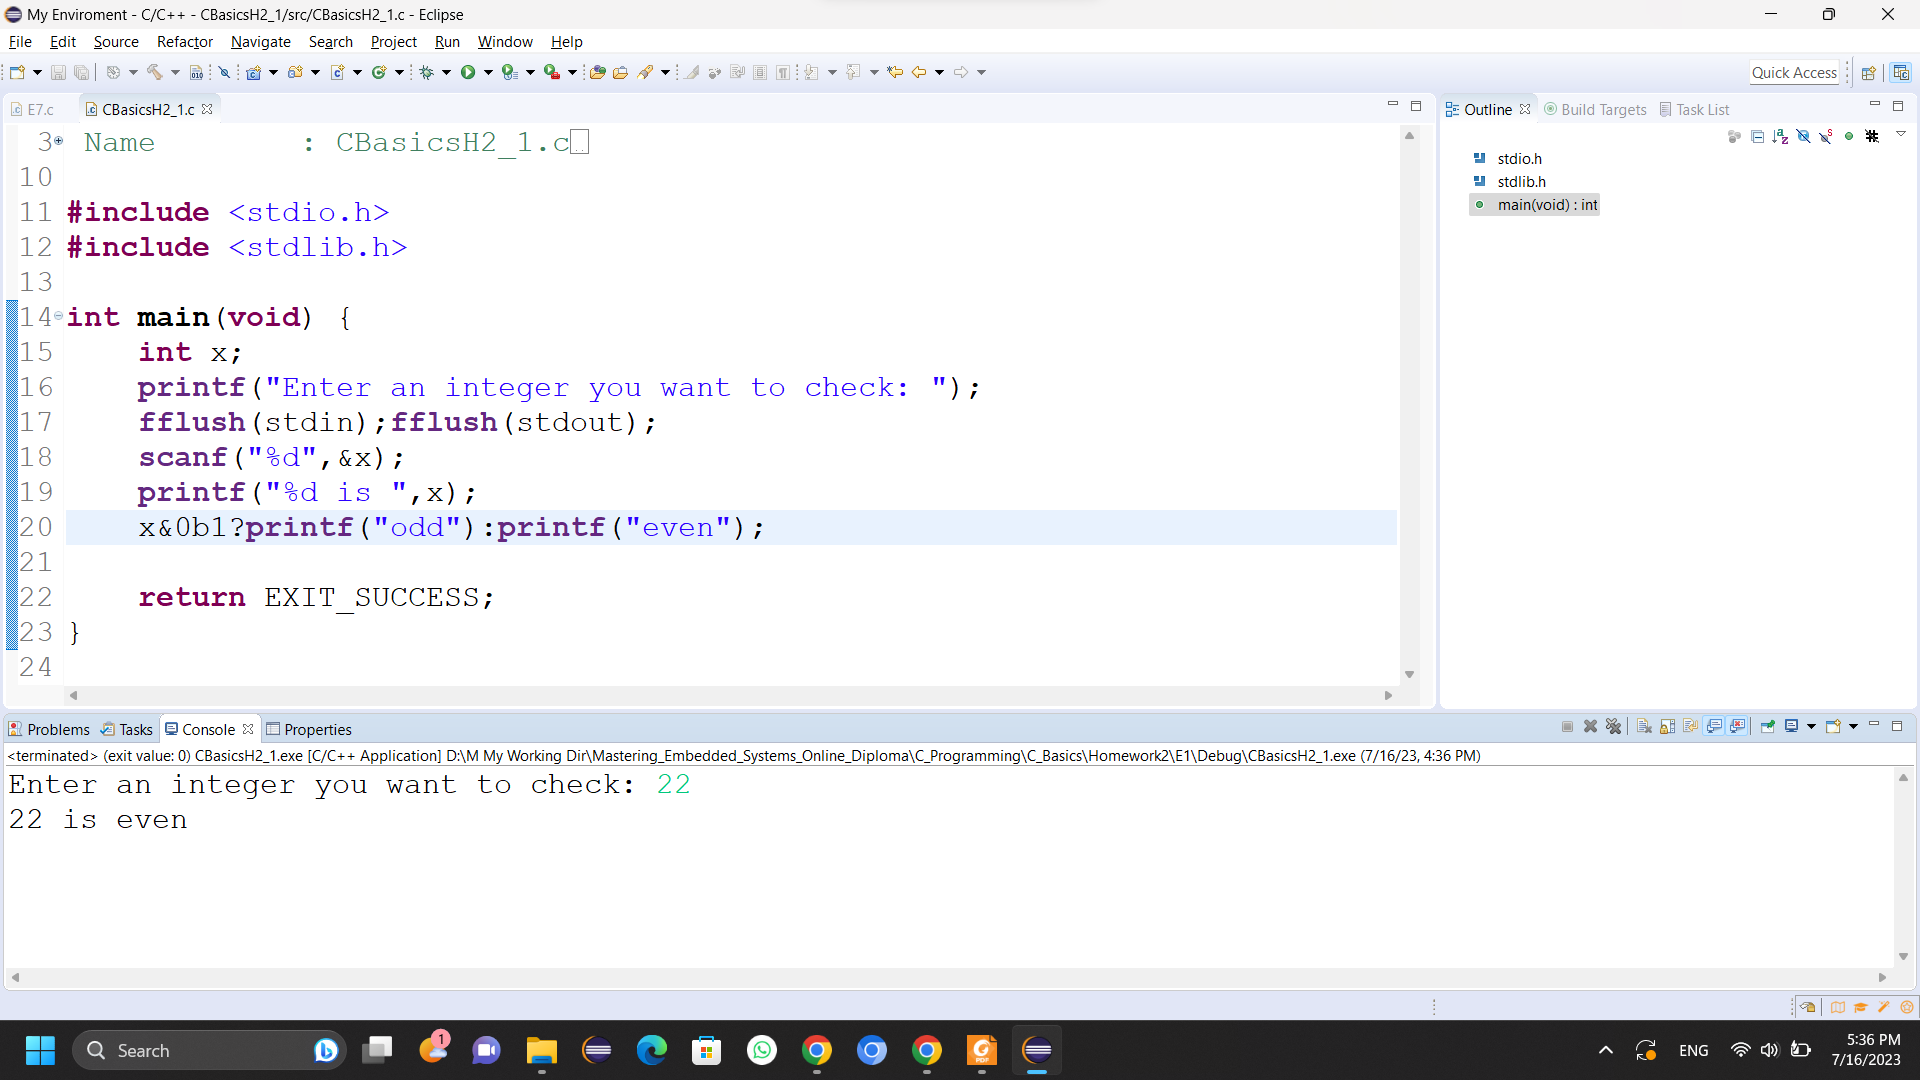 My Enviroment - C/C++ - CBasicsH2_1/src/CBasicsH2_1.c - Eclipse
File Edit Source Refactor Navigate Search Project Run Window Help
Quick Access
E7.c CBasicsH2_1.c
Outline Build Targets Task List
3 Name : CBasicsH2_1.c
10
11 #include <stdio.h>
12 #include <stdlib.h>
13
14 int main(void) {
15 int x;
16 printf("Enter an integer you want to check: ");
17 fflush(stdin);fflush(stdout);
18 scanf("%d",&x);
19 printf("%d is ",x);
20 x&0b1?printf("odd"):printf("even");
21
22 return EXIT_SUCCESS;
23 }
24
stdio.h
stdlib.h
main(void) : int
Problems Tasks Console Properties
<terminated> (exit value: 0) CBasicsH2_1.exe [C/C++ Application] D:\M My Working Dir\Mastering_Embedded_Systems_Online_Diploma\C_Programming\C_Basics\Homework2\E1\Debug\CBasicsH2_1.exe (7/16/23, 4:36 PM)
Enter an integer you want to check: 22
22 is even
Search
1
ENG
5:36 PM
7/16/2023